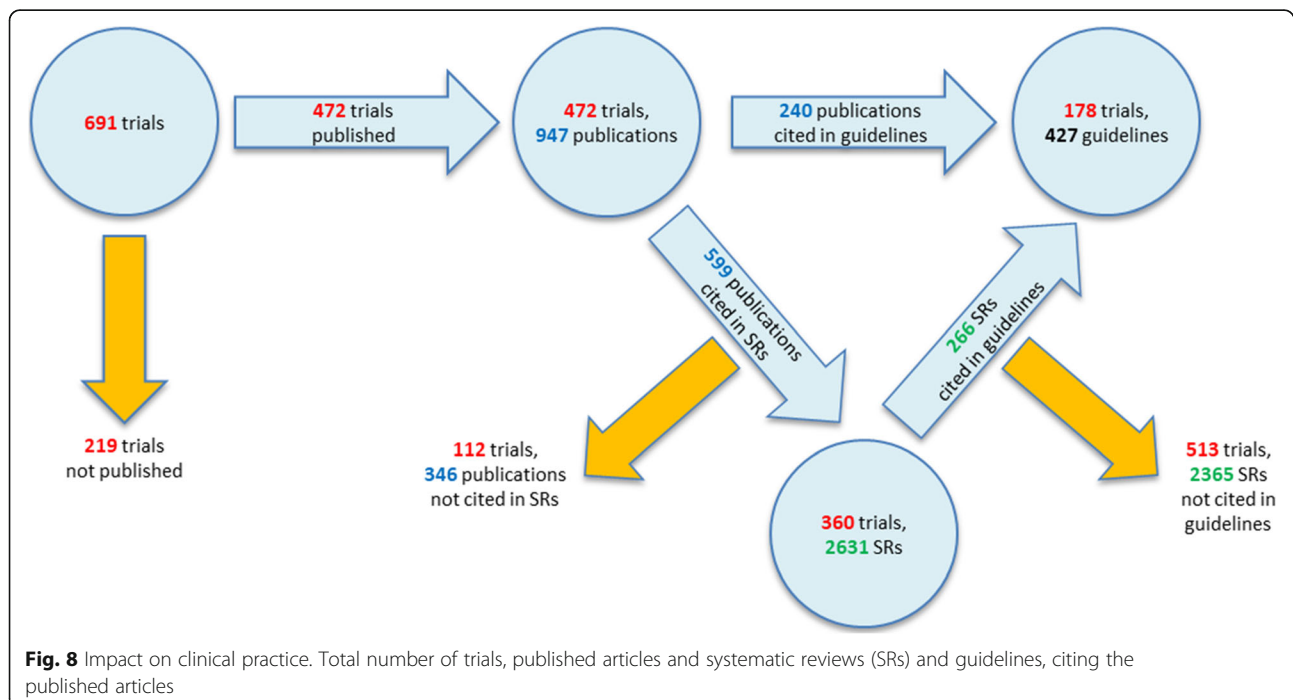 691 trials
472 trials
published
472 trials,
947 publications
240 publications
cited in guidelines
178 trials,
427 guidelines
599 publications
cited in SRs
266 SRs
cited in guidelines
219 trials
not published
112 trials,
346 publications
not cited in SRs
360 trials,
2631 SRs
513 trials,
2365 SRs
not cited in
guidelines
Fig. 8 Impact on clinical practice. Total number of trials, published articles and systematic reviews (SRs) and guidelines, citing the
published articles